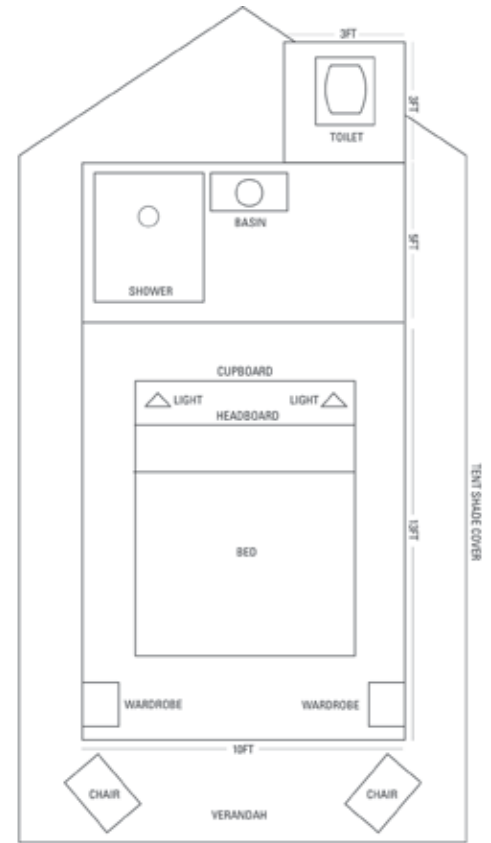 3FT
3FT
TOILET
BASIN
5FT
SHOWER
CUPBOARD
LIGHT
LIGHT
HEADBOARD
TENT SHADE COVER
13FT
BED
WARDROBE
WARDROBE
10FT
CHAIR
CHAIR
VERANDAH